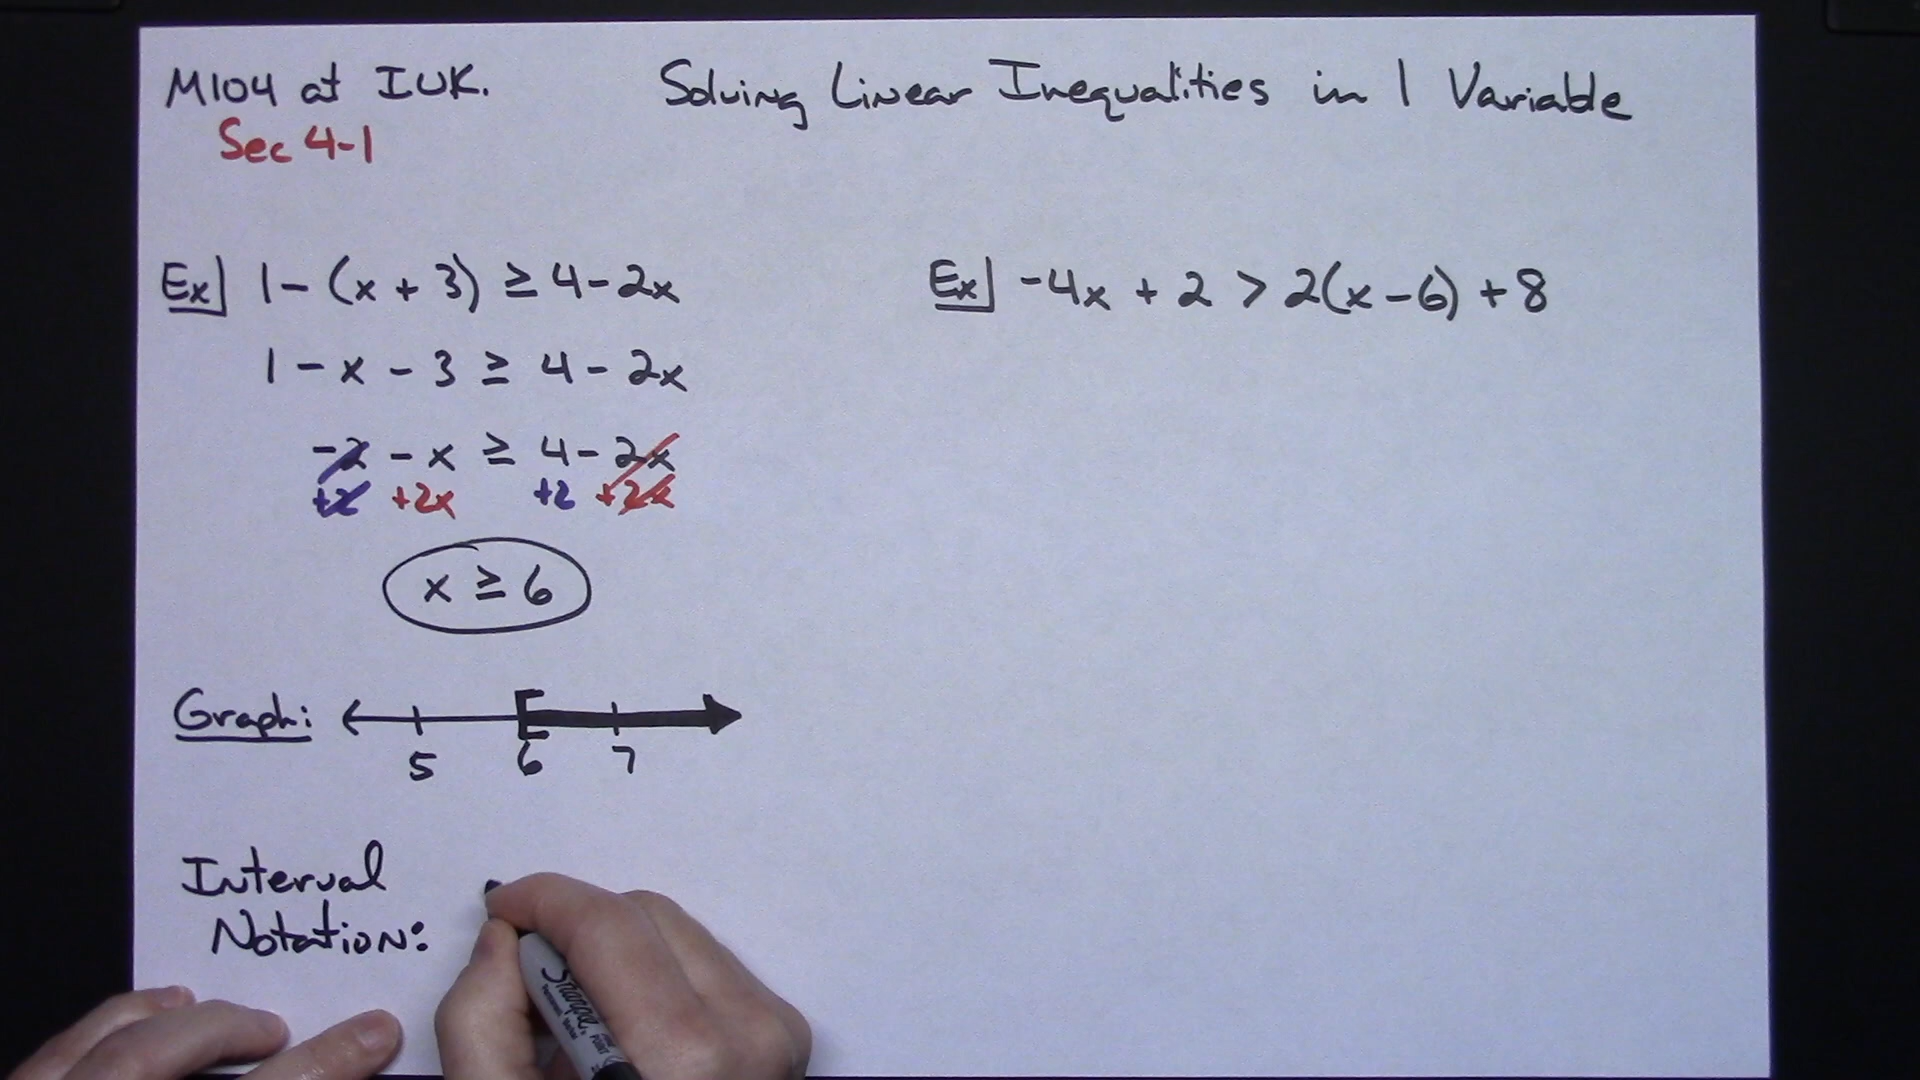 M104 at IUK.
Solving Linear Inequalities in 1 Variable
Sec 4-1
Ex] 1 - (x + 3) ≥ 4 - 2x
1 - x - 3 ≥ 4 - 2x
-2 - x ≥ 4 - 2x
+2 +2x +2 +2x
x ≥ 6
Graph:
5 6 7
Interval
Notation:
Ex] -4x + 2 > 2(x - 6) + 8
Sharpie